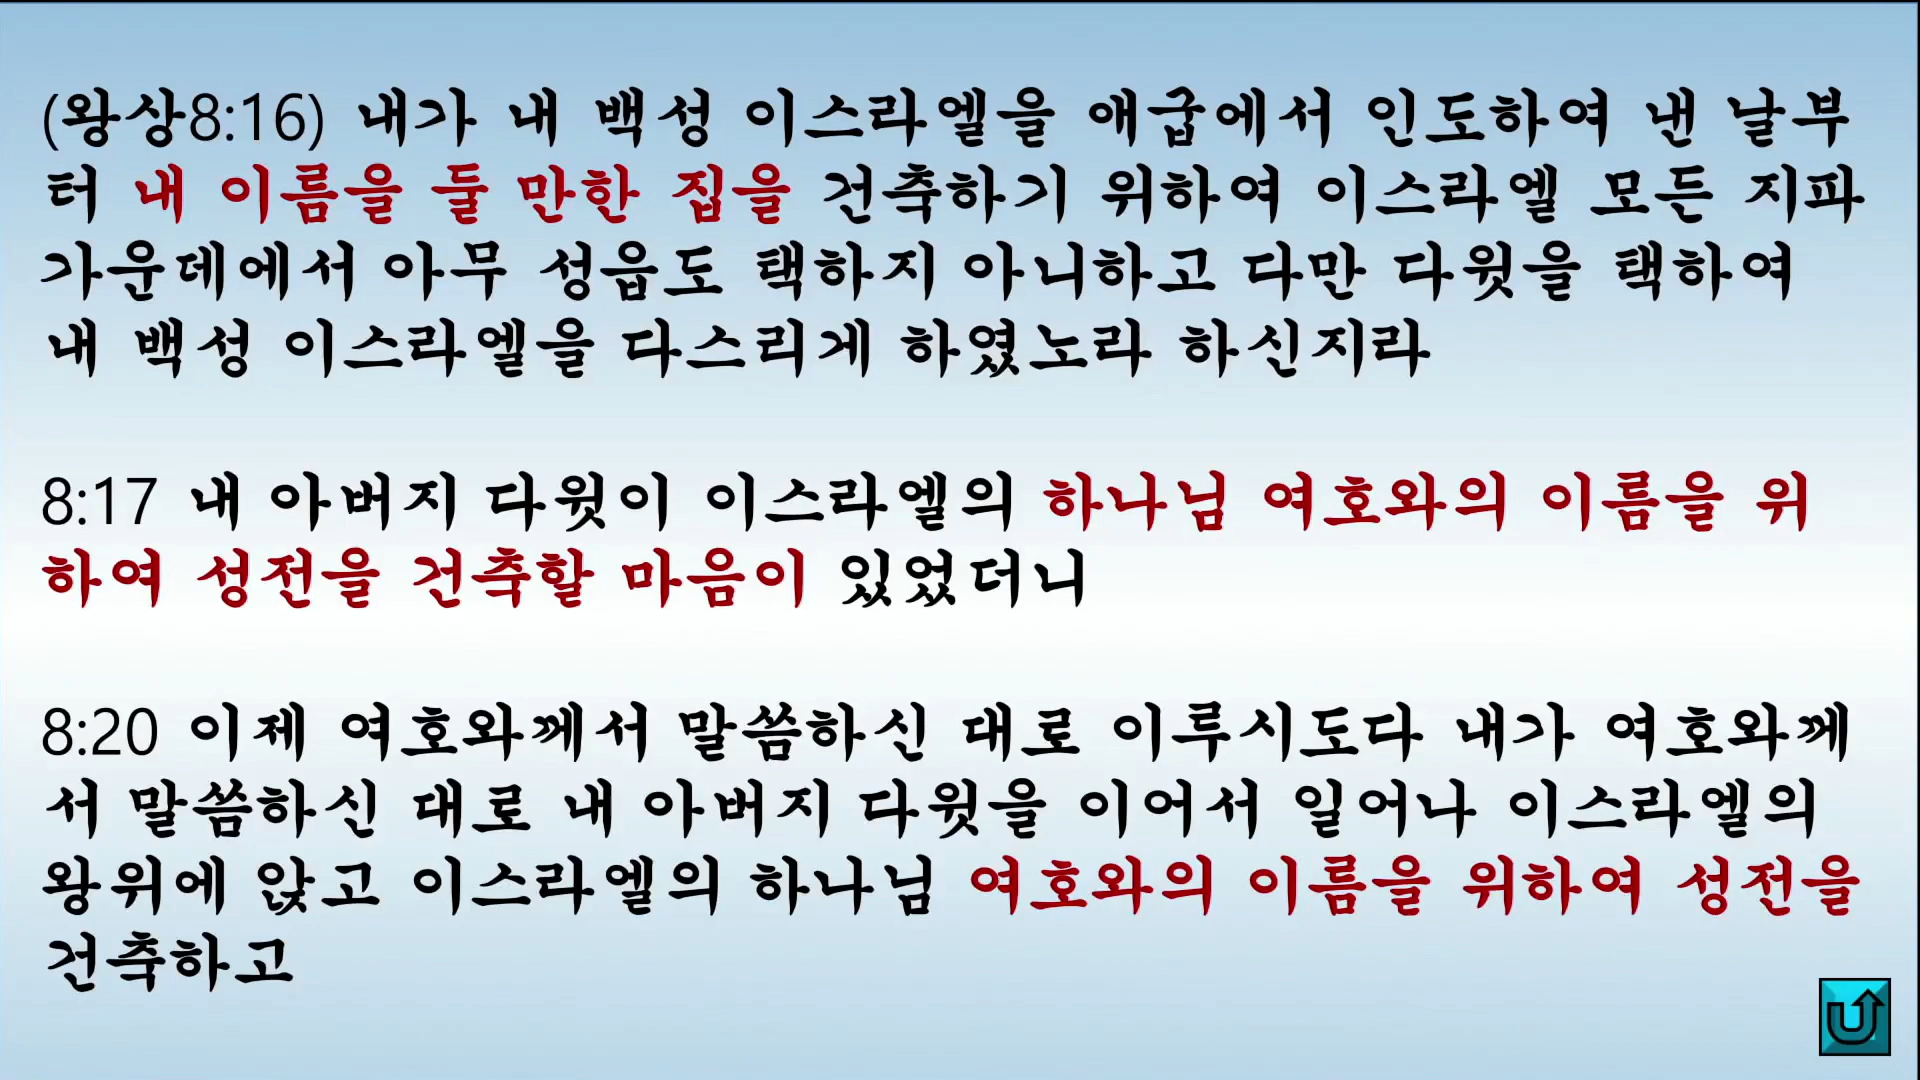 (왕상8:16) 내가 내 백성 이스라엘을 애굽에서 인도하여 낸 날부
터 내 이름을 둘 만한 집을 건축하기 위하여 이스라엘 모든 지파
가운데에서 아무 성읍도 택하지 아니하고 다만 다윗을 택하여
내 백성 이스라엘을 다스리게 하였노라 하신지라
8:17 내 아버지 다윗이 이스라엘의 하나님 여호와의 이름을 위
하여 성전을 건축할 마음이 있었더니
8:20 이제 여호와께서 말씀하신 대로 이루시도다 내가 여호와께
서 말씀하신 대로 내 아버지 다윗을 이어서 일어나 이스라엘의
왕위에 앉고 이스라엘의 하나님 여호와의 이름을 위하여 성전을
건축하고